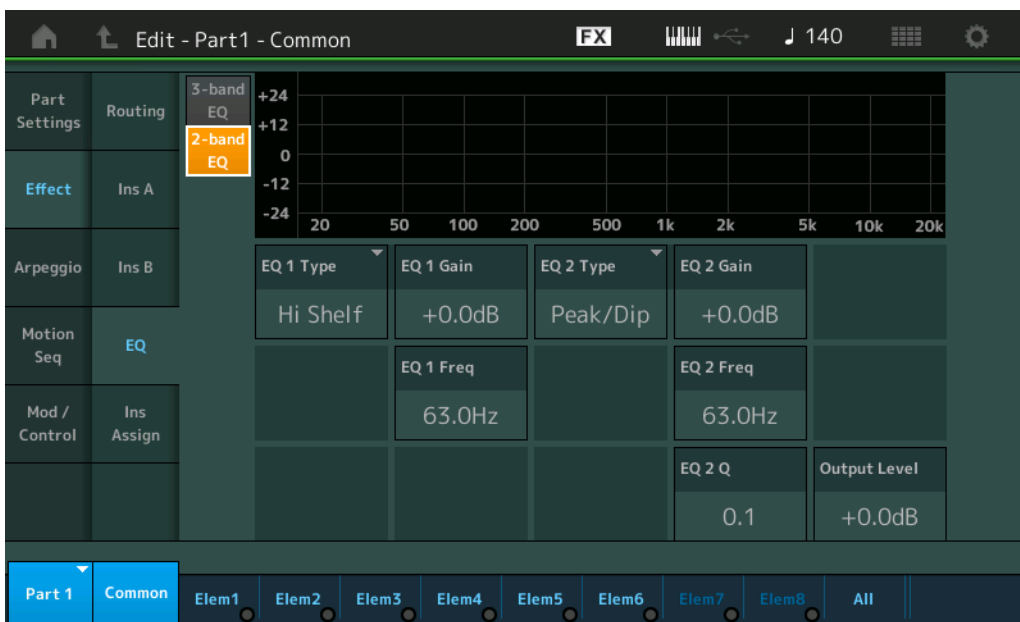 Edit - Part1 - Common
FX
♩ 140
Part
Settings
Effect
Arpeggio
Motion
Seq
Mod /
Control
Routing
Ins A
Ins B
EQ
Ins
Assign
3-band
EQ
2-band
EQ
+24
+12
0
-12
-24
20 50 100 200 500 1k 2k 5k 10k 20k
EQ 1 Type EQ 1 Gain EQ 2 Type EQ 2 Gain
Hi Shelf +0.0dB Peak/Dip +0.0dB
EQ 1 Freq EQ 2 Freq
63.0Hz 63.0Hz
EQ 2 Q Output Level
0.1 +0.0dB
Part 1 Common Elem1 Elem2 Elem3 Elem4 Elem5 Elem6 Elem7 Elem8 All